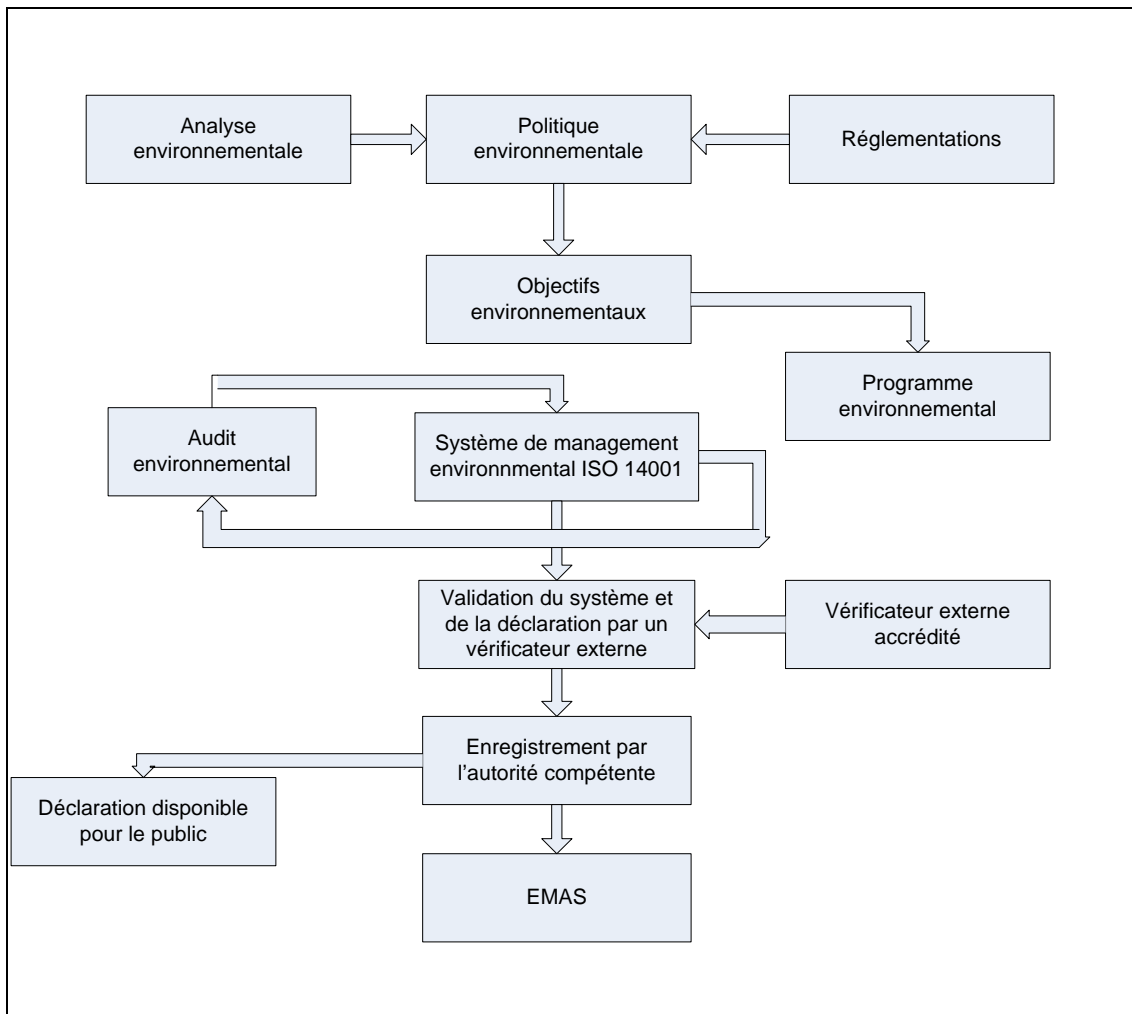 Analyse
environnementale
Politique
environnementale
Réglementations
Objectifs
environnementaux
Programme
environnemental
Audit
environnemental
Système de management
environnmental ISO 14001
Validation du système et
de la déclaration par un
vérificateur externe
Vérificateur externe
accrédité
Enregistrement par
l’autorité compétente
Déclaration disponible
pour le public
EMAS